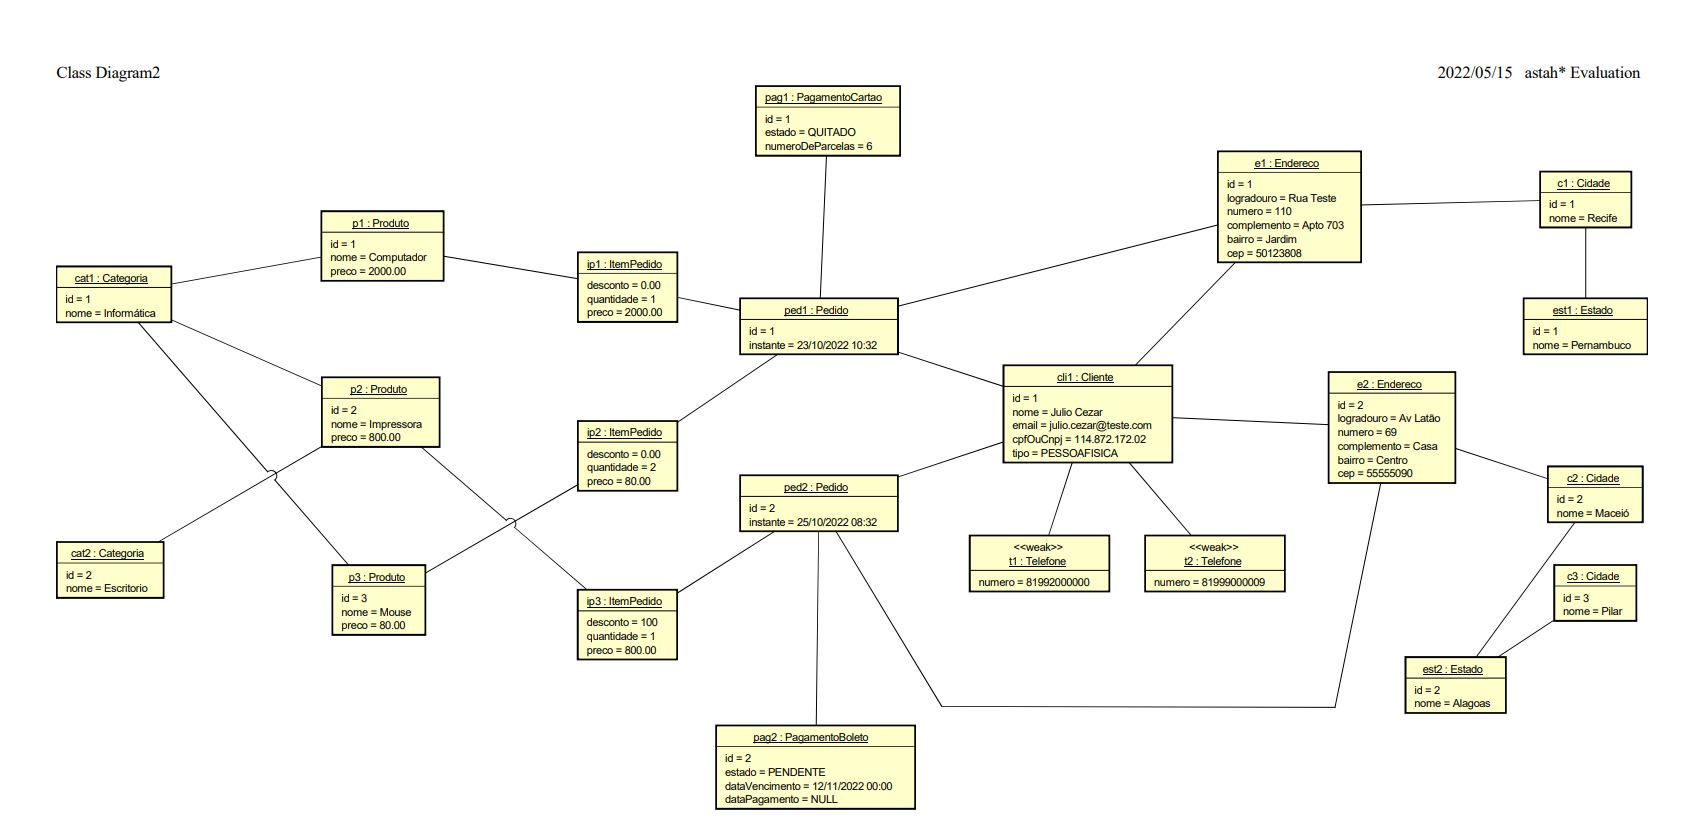 Class Diagram2
2022/05/15 astah* Evaluation
pag1 : PagamentoCartao
id = 1
estado = QUITADO
numeroDeParcelas = 6
e1 : Endereco
id = 1
logradouro = Rua Teste
numero = 110
complemento = Apto 703
bairro = Jardim
cep = 50123808
c1 : Cidade
id = 1
nome = Recife
p1 : Produto
id = 1
nome = Computador
preco = 2000.00
ip1 : ItemPedido
desconto = 0.00
quantidade = 1
preco = 2000.00
cat1 : Categoria
id = 1
nome = Informática
ped1 : Pedido
id = 1
instante = 23/10/2022 10:32
est1 : Estado
id = 1
nome = Pernambuco
cli1 : Cliente
id = 1
nome = Julio Cezar
email = julio.cezar@teste.com
cpfOuCnpj = 114.872.172.02
tipo = PESSOAFISICA
e2 : Endereco
id = 2
logradouro = Av Latão
numero = 69
complemento = Casa
bairro = Centro
cep = 55555090
p2 : Produto
id = 2
nome = Impressora
preco = 800.00
ip2 : ItemPedido
desconto = 0.00
quantidade = 2
preco = 80.00
ped2 : Pedido
id = 2
instante = 25/10/2022 08:32
c2 : Cidade
id = 2
nome = Maceió
cat2 : Categoria
id = 2
nome = Escritorio
p3 : Produto
id = 3
nome = Mouse
preco = 80.00
ip3 : ItemPedido
desconto = 100
quantidade = 1
preco = 800.00
<<weak>>
t1 : Telefone
numero = 81992000000
<<weak>>
t2 : Telefone
numero = 81999000009
c3 : Cidade
id = 3
nome = Pilar
est2 : Estado
id = 2
nome = Alagoas
pag2 : PagamentoBoleto
id = 2
estado = PENDENTE
dataVencimento = 12/11/2022 00:00
dataPagamento = NULL